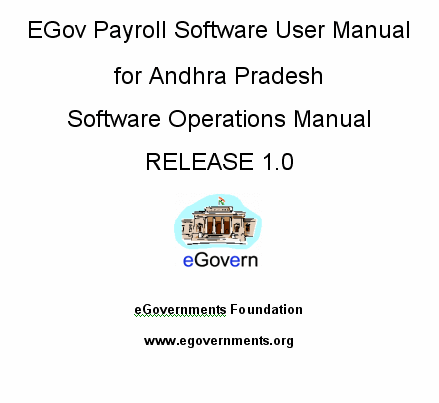 EGov Payroll Software User Manual
for Andhra Pradesh
Software Operations Manual
RELEASE 1.0
eGovern
eGovernments Foundation
www.egovernments.org